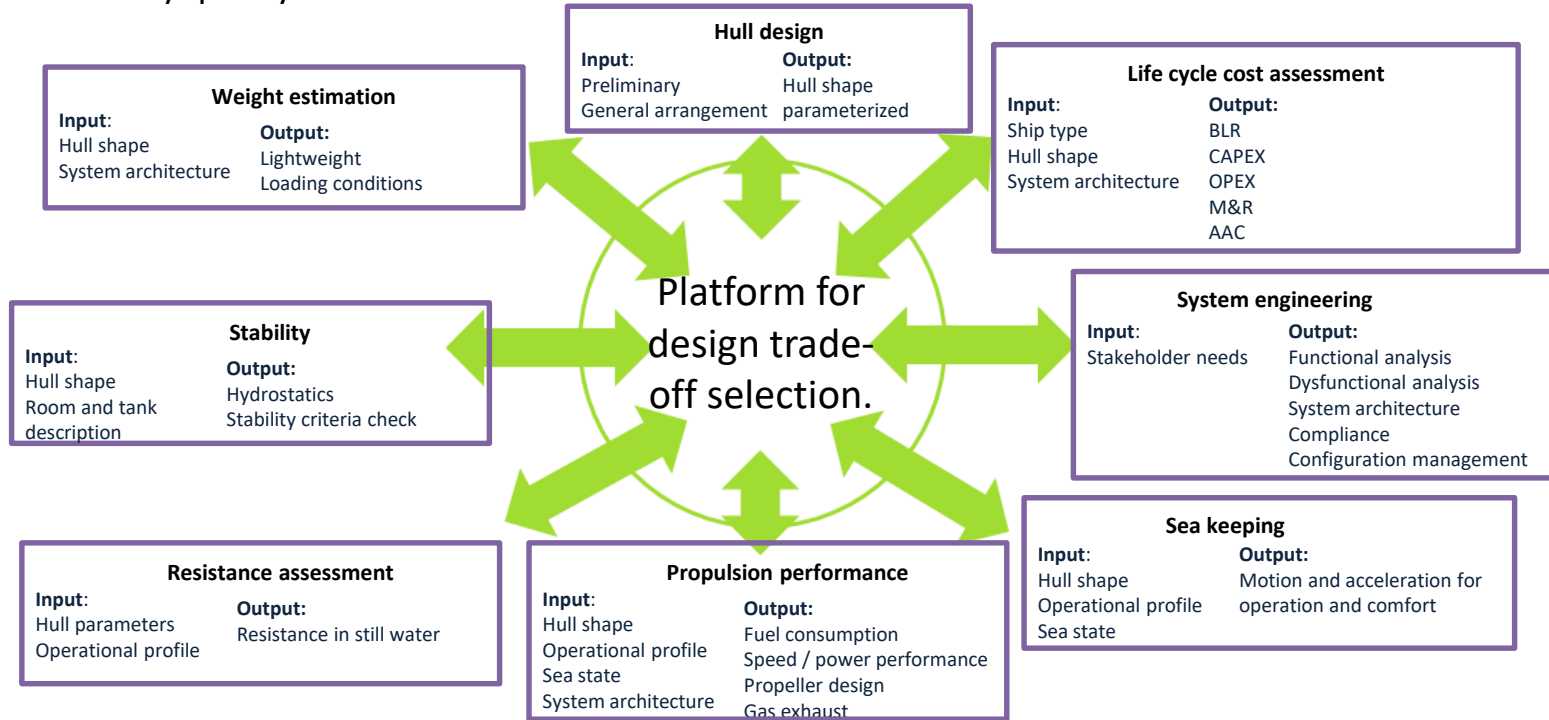 Hull design
Input:
Preliminary
General arrangement
Output:
Hull shape
parameterized
Weight estimation
Input:
Hull shape
System architecture
Output:
Lightweight
Loading conditions
Life cycle cost assessment
Input:
Ship type
Hull shape
System architecture
Output:
BLR
CAPEX
OPEX
M&R
AAC
Platform for
design trade-
off selection.
Stability
Input:
Hull shape
Room and tank
description
Output:
Hydrostatics
Stability criteria check
System engineering
Input:
Stakeholder needs
Output:
Functional analysis
Dysfunctional analysis
System architecture
Compliance
Configuration management
Resistance assessment
Input:
Hull parameters
Operational profile
Output:
Resistance in still water
Propulsion performance
Input:
Hull shape
Operational profile
Sea state
System architecture
Output:
Fuel consumption
Speed / power performance
Propeller design
Gas exhaust
Sea keeping
Input:
Hull shape
Operational profile
Sea state
Output:
Motion and acceleration for
operation and comfort